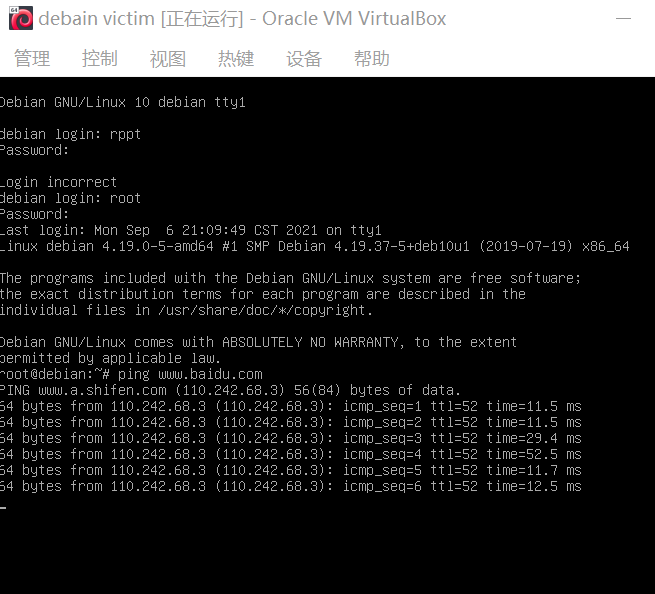 64
debain victim [正在运行] - Oracle VM VirtualBox
管理 控制 视图 热键 设备 帮助
Debian GNU/Linux 10 debian tty1
debian login: rppt
Password:
Login incorrect
debian login: root
Password:
Last login: Mon Sep  6 21:09:49 CST 2021 on tty1
Linux debian 4.19.0-5-amd64 #1 SMP Debian 4.19.37-5+deb10u1 (2019-07-19) x86_64
The programs included with the Debian GNU/Linux system are free software;
the exact distribution terms for each program are described in the
individual files in /usr/share/doc/*/copyright.
Debian GNU/Linux comes with ABSOLUTELY NO WARRANTY, to the extent
permitted by applicable law.
root@debian:~# ping www.baidu.com
PING www.a.shifen.com (110.242.68.3) 56(84) bytes of data.
64 bytes from 110.242.68.3 (110.242.68.3): icmp_seq=1 ttl=52 time=11.5 ms
64 bytes from 110.242.68.3 (110.242.68.3): icmp_seq=2 ttl=52 time=11.5 ms
64 bytes from 110.242.68.3 (110.242.68.3): icmp_seq=3 ttl=52 time=29.4 ms
64 bytes from 110.242.68.3 (110.242.68.3): icmp_seq=4 ttl=52 time=52.5 ms
64 bytes from 110.242.68.3 (110.242.68.3): icmp_seq=5 ttl=52 time=11.7 ms
64 bytes from 110.242.68.3 (110.242.68.3): icmp_seq=6 ttl=52 time=12.5 ms